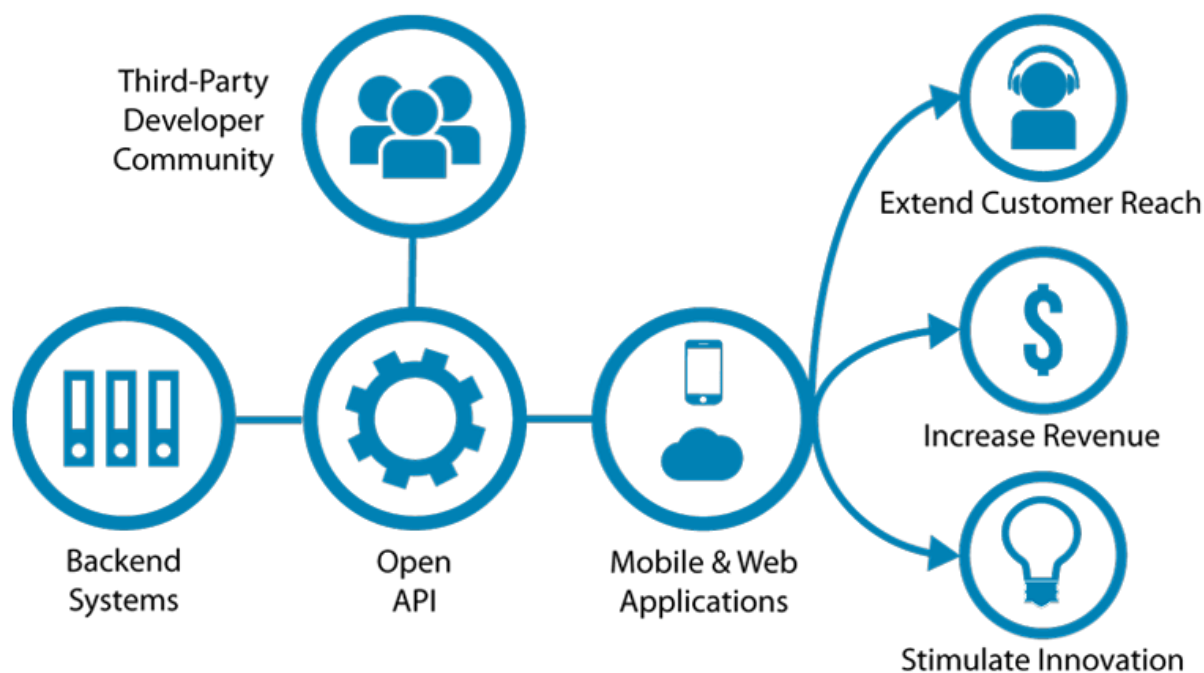 Third-Party
Developer
Community
Extend Customer Reach
$
Increase Revenue
Backend
Systems
Open
API
Mobile & Web
Applications
Stimulate Innovation